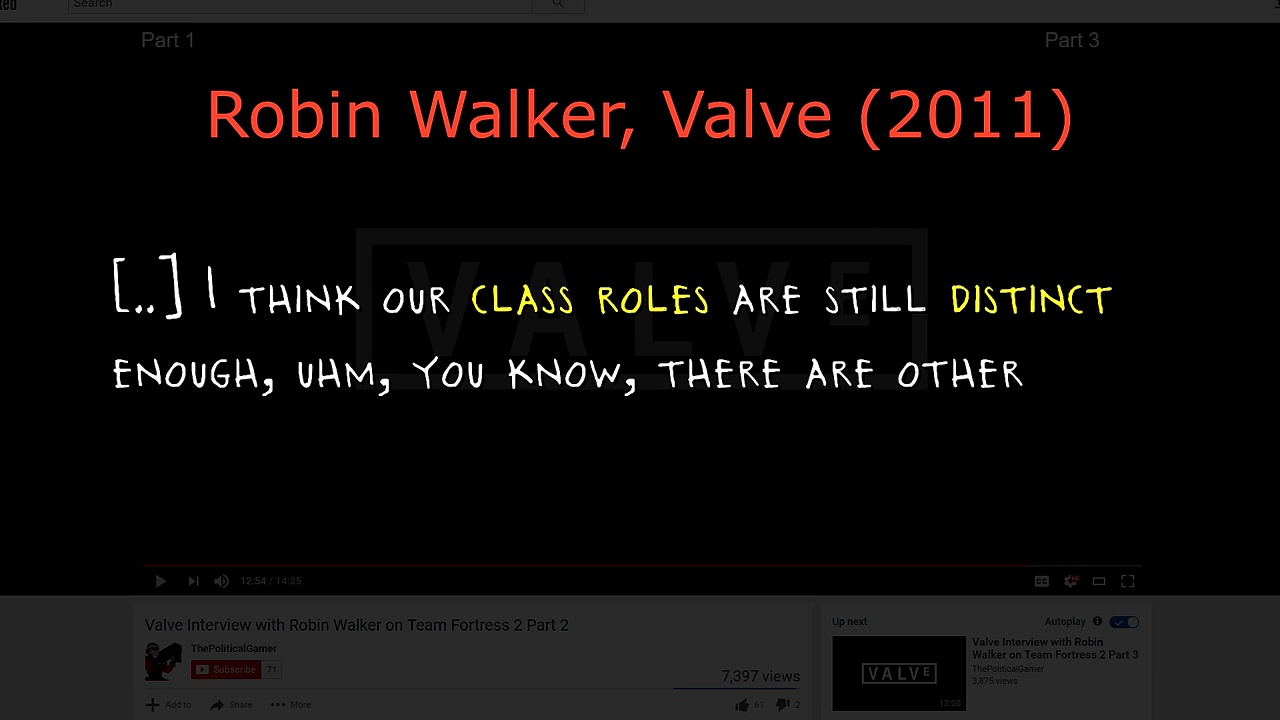 Search
Part 1
Part 3
Robin Walker, Valve (2011)
VALVE
[..] I THINK OUR CLASS ROLES ARE STILL DISTINCT
ENOUGH, UHM, YOU KNOW, THERE ARE OTHER
12:54 / 14:35
HD
Valve Interview with Robin Walker on Team Fortress 2 Part 2
ThePoliticalGamer
Subscribe 71
7,397 views
Add to Share More
61 2
Up next
Autoplay
VALVE
13:08
Valve Interview with Robin
Walker on Team Fortress 2 Part 3
ThePoliticalGamer
3,875 views